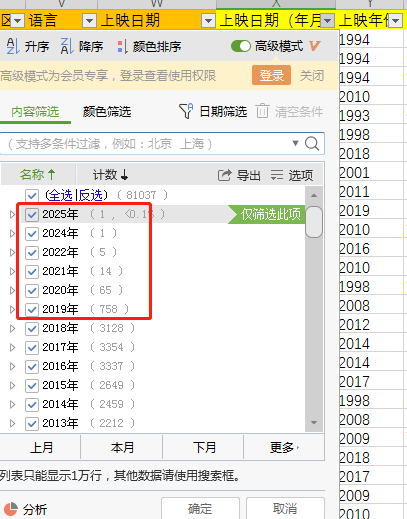 V W X Y
区 语言 上映日期 上映日期（年月 上映年份
升序 降序 颜色排序 高级模式
高级模式为会员专享，登录查看使用权限 登录 关闭
内容筛选 颜色筛选 日期筛选 清空条件
（支持多条件过滤，例如：北京 上海）
名称 计数 导出 选项
(全选|反选) ( 81037 )
2025年 ( 1 , <0.1% ) 仅筛选此项
2024年 ( 1 )
2022年 ( 5 )
2021年 ( 14 )
2020年 ( 65 )
2019年 ( 758 )
2018年 ( 3128 )
2017年 ( 3354 )
2016年 ( 3337 )
2015年 ( 2649 )
2014年 ( 2459 )
2013年 ( 2212 )
上月 本月 下月 更多
列表只能显示1万行，其他数据请使用搜索框。
分析 确定 取消
1994
1994
1994
2010
1993
1998
2018
2001
2011
2010
2016
2010
1998
2008
2012
2012
2010
2014
2017
2012
1998
2008
2009
2018
2017
2009
2010